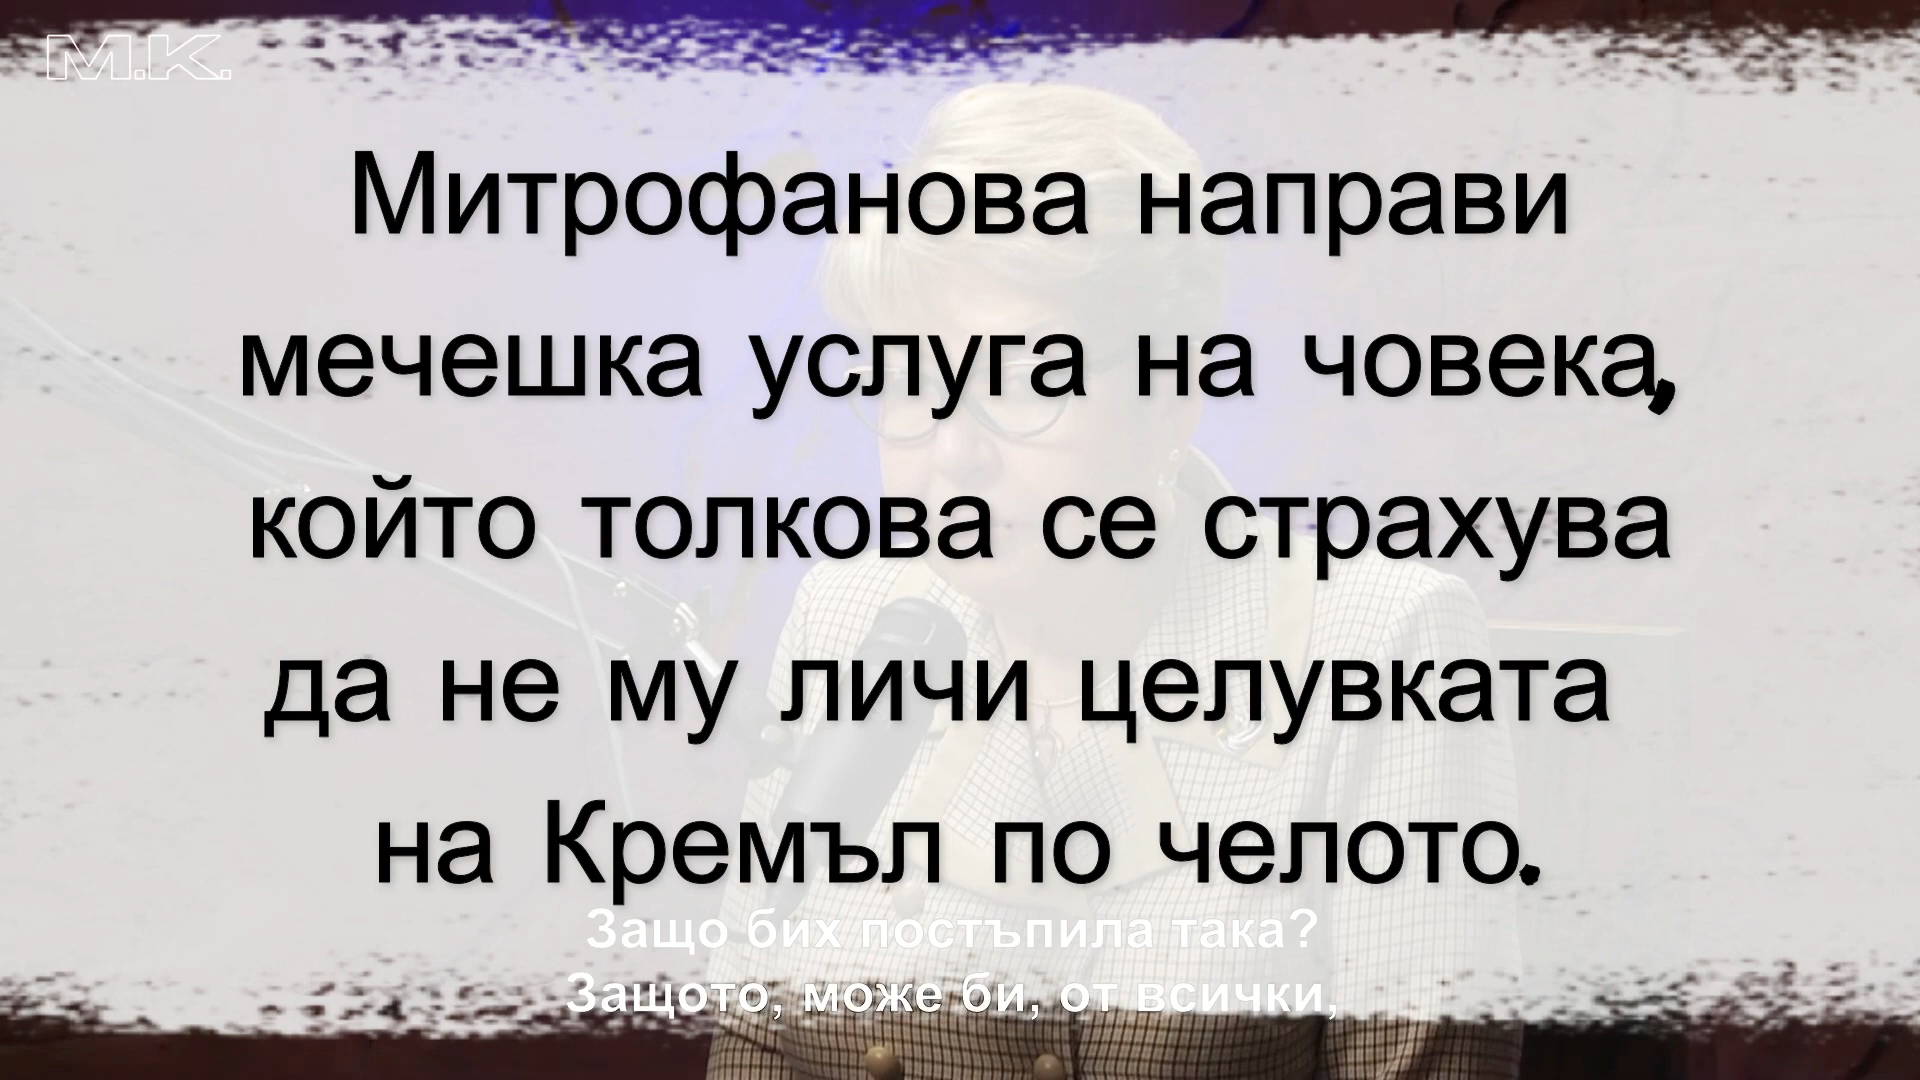 М.К.
Митрофанова направи
мечешка услуга на човека,
който толкова се страхува
да не му личи целувката
на Кремъл по челото.
Защо бих постъпила така?
Защото, може би, от всички,